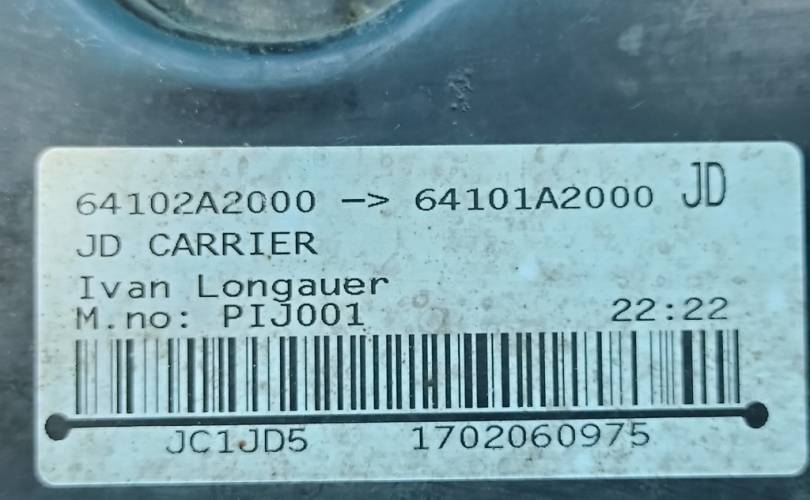 64102A2000 -> 64101A2000 JD
JD CARRIER
Ivan Longauer
M.no: PIJ001 22:22
JC1JD5 1702060975